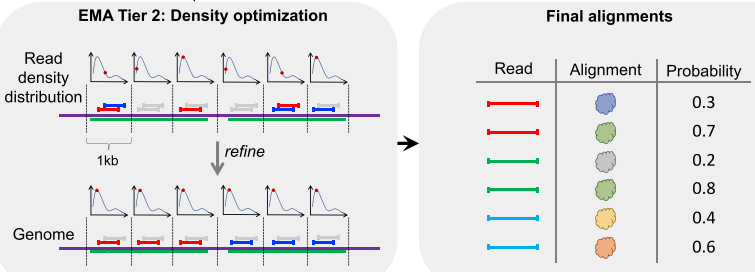 EMA Tier 2: Density optimization
Read
density
distribution
1kb
refine
Genome
Final alignments
Read Alignment Probability
0.3
0.7
0.2
0.8
0.4
0.6